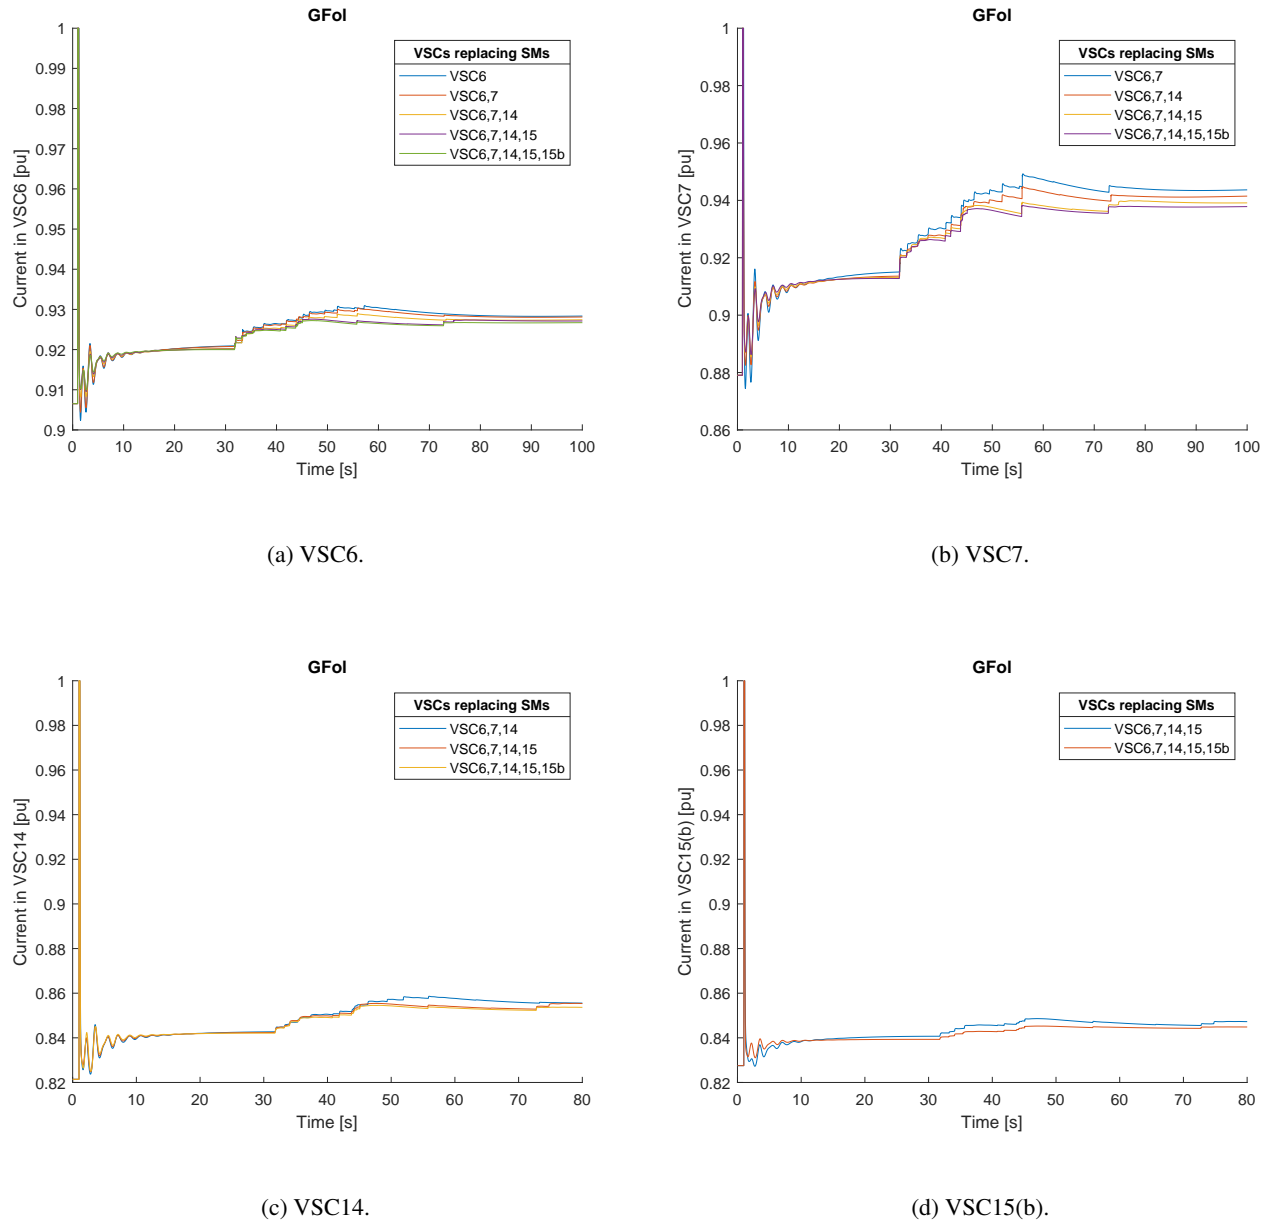 GFol
1
0.99
0.98
0.97
0.96
0.95
0.94
0.93
0.92
0.91
0.9
Current in VSC6 [pu]
VSCs replacing SMs
VSC6
VSC6,7
VSC6,7,14
VSC6,7,14,15
VSC6,7,14,15,15b
0 10 20 30 40 50 60 70 80 90 100
Time [s]
(a) VSC6.
GFol
1
0.98
0.96
0.94
0.92
0.9
0.88
0.86
Current in VSC7 [pu]
VSCs replacing SMs
VSC6,7
VSC6,7,14
VSC6,7,14,15
VSC6,7,14,15,15b
0 10 20 30 40 50 60 70 80 90 100
Time [s]
(b) VSC7.
GFol
1
0.98
0.96
0.94
0.92
0.9
0.88
0.86
0.84
0.82
Current in VSC14 [pu]
VSCs replacing SMs
VSC6,7,14
VSC6,7,14,15
VSC6,7,14,15,15b
0 10 20 30 40 50 60 70 80
Time [s]
(c) VSC14.
GFol
1
0.98
0.96
0.94
0.92
0.9
0.88
0.86
0.84
0.82
Current in VSC15(b) [pu]
VSCs replacing SMs
VSC6,7,14,15
VSC6,7,14,15,15b
0 10 20 30 40 50 60 70 80
Time [s]
(d) VSC15(b).